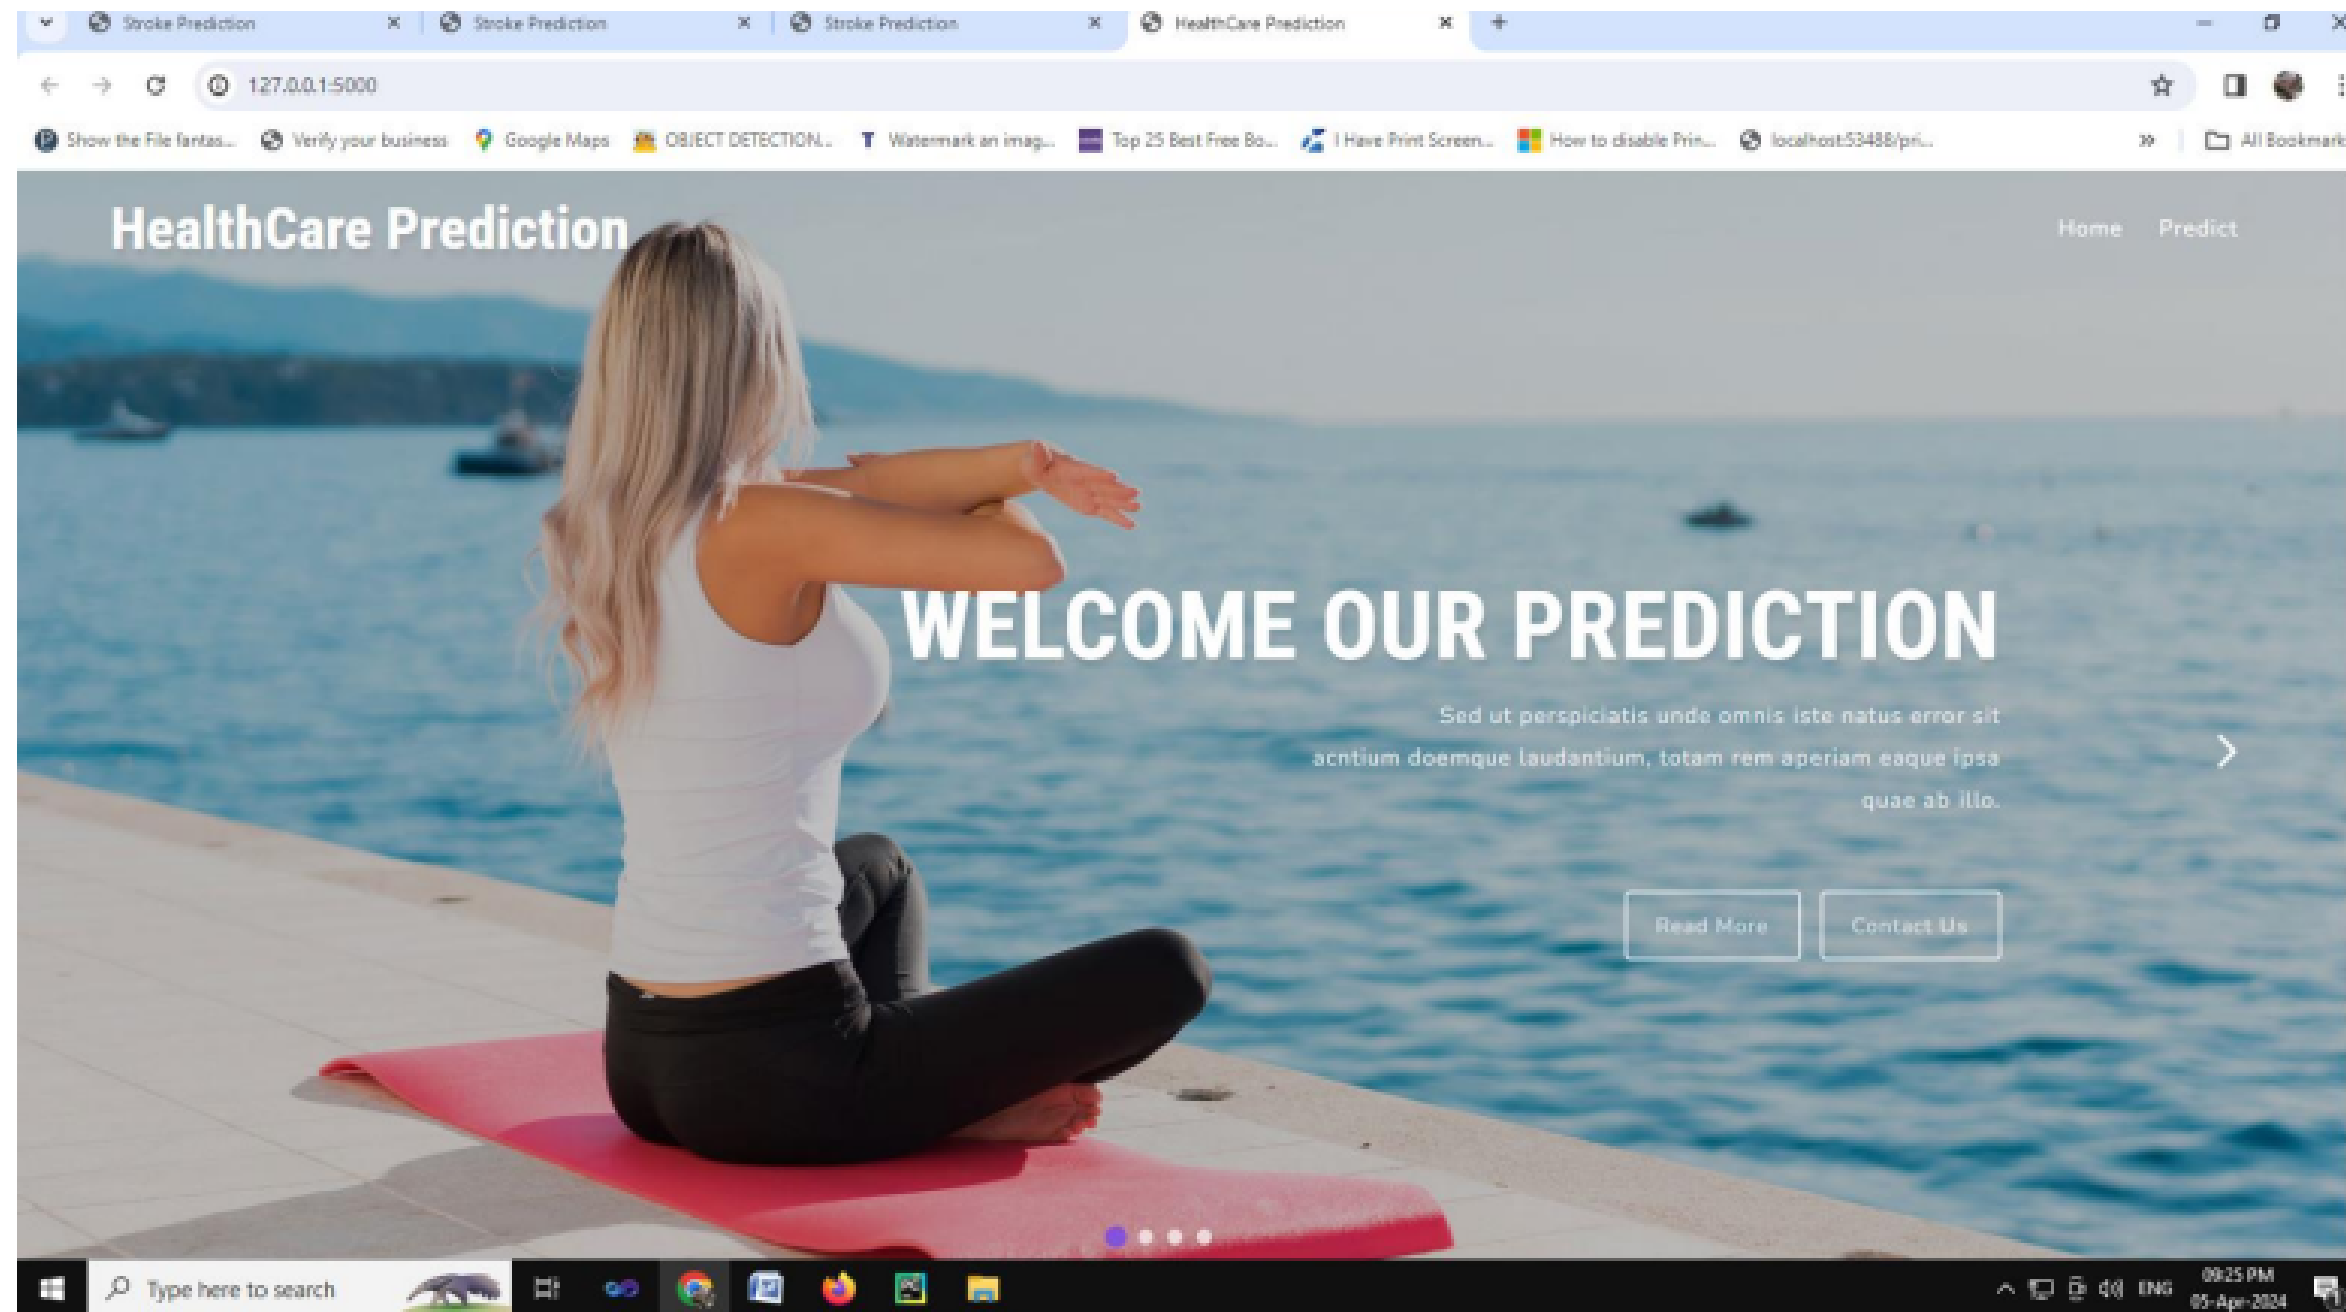 Stroke Prediction
Stroke Prediction
Stroke Prediction
HealthCare Prediction
127.0.0.1:5000
Show the File fantas...
Verify your business
Google Maps
OBJECT DETECTION...
T Watermark an imag...
Top 25 Best Free Bo...
I Have Print Screen...
How to disable Prin...
localhost:53488/pri...
All Bookmark
HealthCare Prediction
Home Predict
WELCOME OUR PREDICTION
Sed ut perspiciatis unde omnis iste natus error sit
acntium doemque laudantium, totam rem aperiam eaque ipsa
quae ab illo.
Read More Contact Us
Type here to search
ENG
09:25 PM
05-Apr-2024